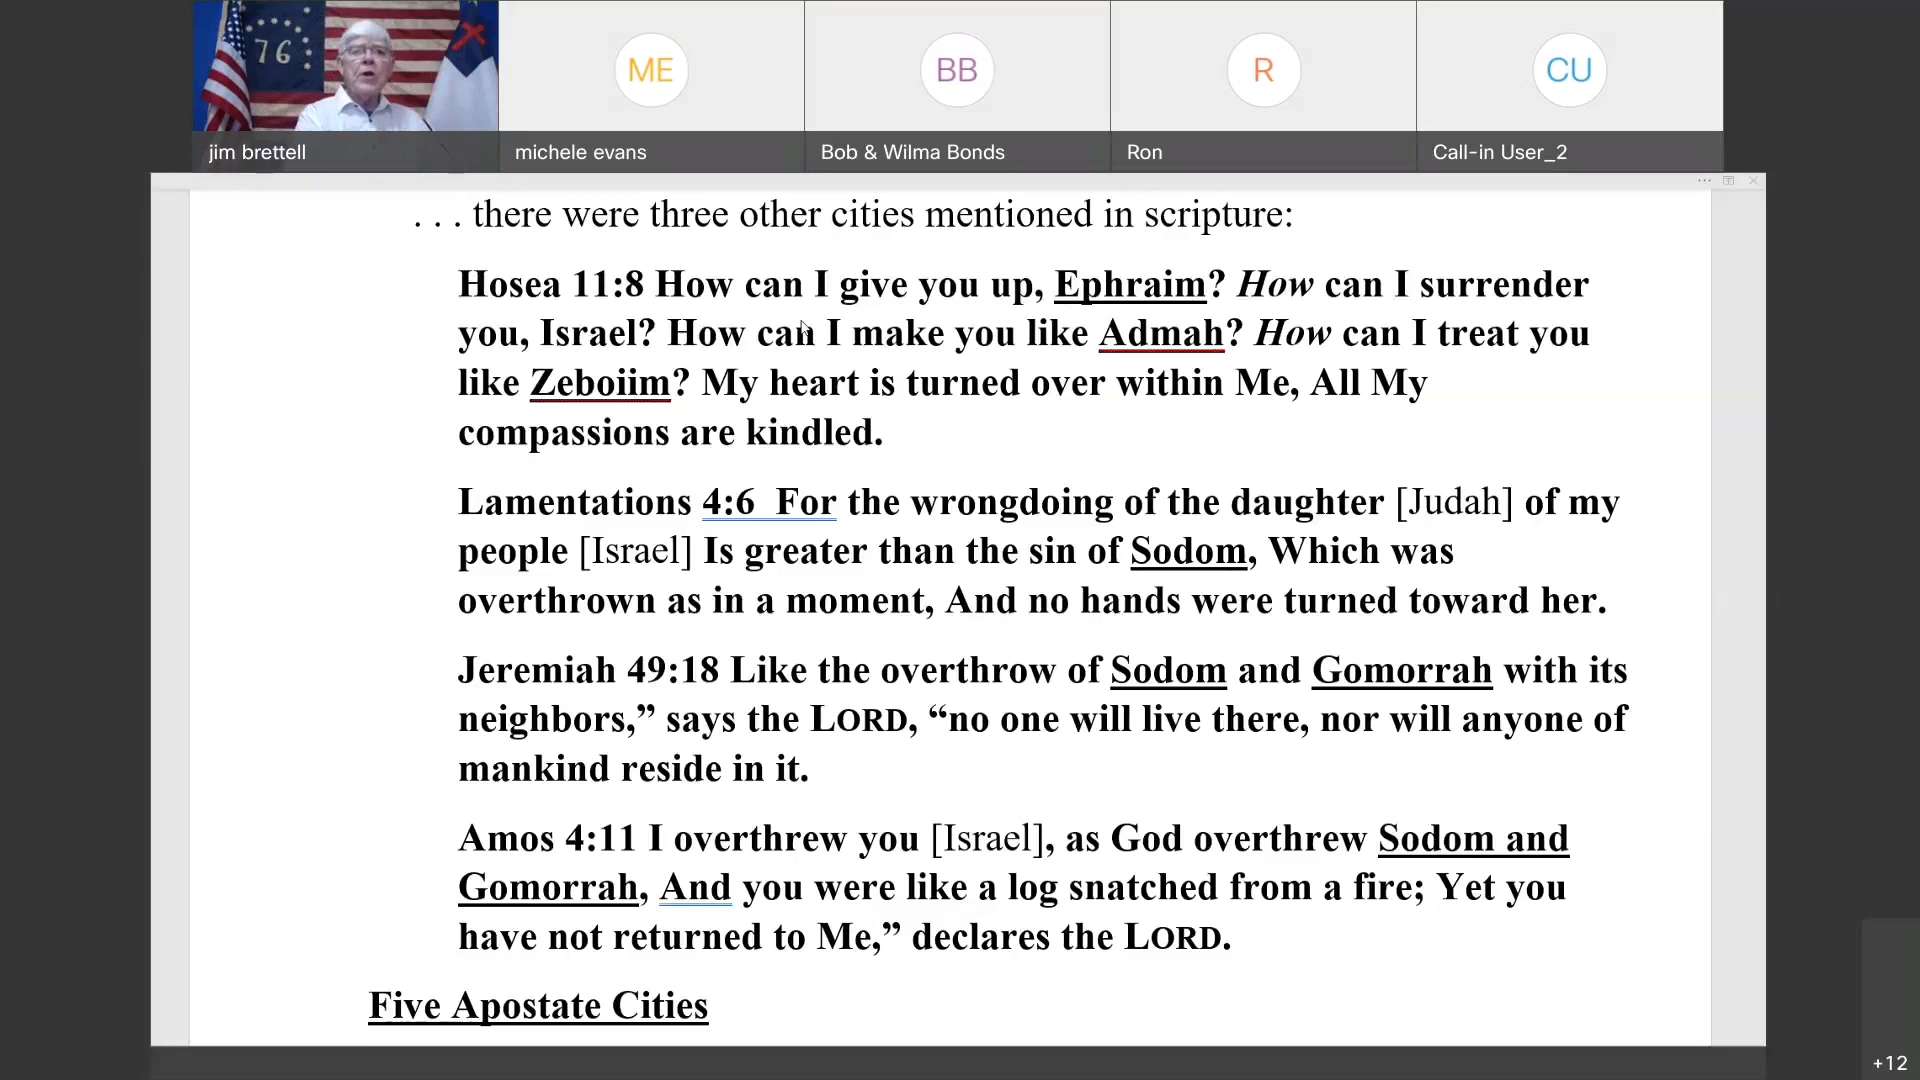 76
ME
BB
R
CU
jim brettell
michele evans
Bob & Wilma Bonds
Ron
Call-in User_2
. . . there were three other cities mentioned in scripture:
Hosea 11:8 How can I give you up, Ephraim? How can I surrender
you, Israel? How can I make you like Admah? How can I treat you
like Zeboiim? My heart is turned over within Me, All My
compassions are kindled.
Lamentations 4:6  For the wrongdoing of the daughter [Judah] of my
people [Israel] Is greater than the sin of Sodom, Which was
overthrown as in a moment, And no hands were turned toward her.
Jeremiah 49:18 Like the overthrow of Sodom and Gomorrah with its
neighbors,” says the LORD, “no one will live there, nor will anyone of
mankind reside in it.
Amos 4:11 I overthrew you [Israel], as God overthrew Sodom and
Gomorrah, And you were like a log snatched from a fire; Yet you
have not returned to Me,” declares the LORD.
Five Apostate Cities
+12